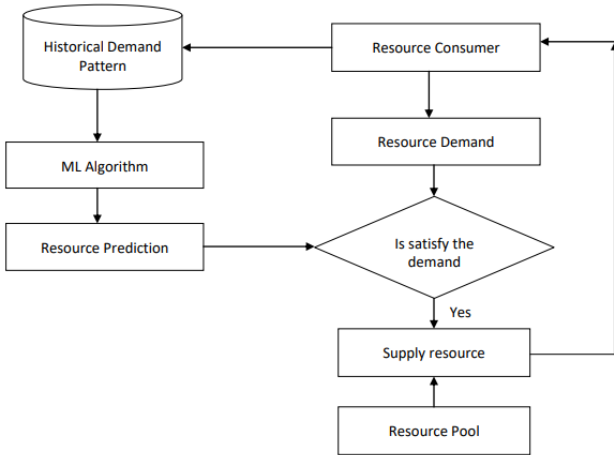 Historical Demand
Pattern
Resource Consumer
ML Algorithm
Resource Demand
Resource Prediction
Is satisfy the
demand
Yes
Supply resource
Resource Pool